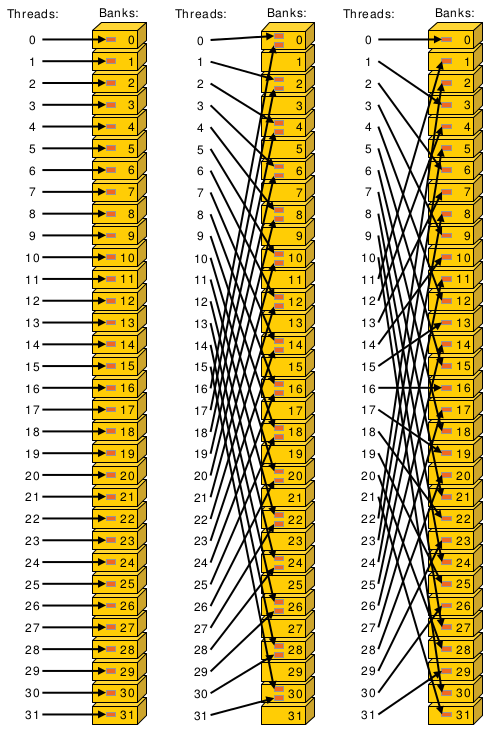 Threads: Banks: Threads: Banks: Threads: Banks:
0 0 0 0 0 0
1 1 1 1 1 1
2 2 2 2 2 2
3 3 3 3 3 3
4 4 4 4 4 4
5 5 5 5 5 5
6 6 6 6 6 6
7 7 7 7 7 7
8 8 8 8 8 8
9 9 9 9 9 9
10 10 10 10 10 10
11 11 11 11 11 11
12 12 12 12 12 12
13 13 13 13 13 13
14 14 14 14 14 14
15 15 15 15 15 15
16 16 16 16 16 16
17 17 17 17 17 17
18 18 18 18 18 18
19 19 19 19 19 19
20 20 20 20 20 20
21 21 21 21 21 21
22 22 22 22 22 22
23 23 23 23 23 23
24 24 24 24 24 24
25 25 25 25 25 25
26 26 26 26 26 26
27 27 27 27 27 27
28 28 28 28 28 28
29 29 29 29 29 29
30 30 30 30 30 30
31 31 31 31 31 31